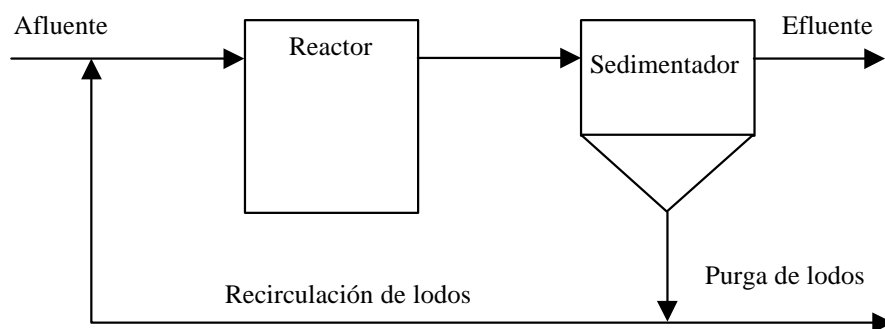 Afluente
Reactor
Sedimentador
Efluente
Purga de lodos
Recirculación de lodos